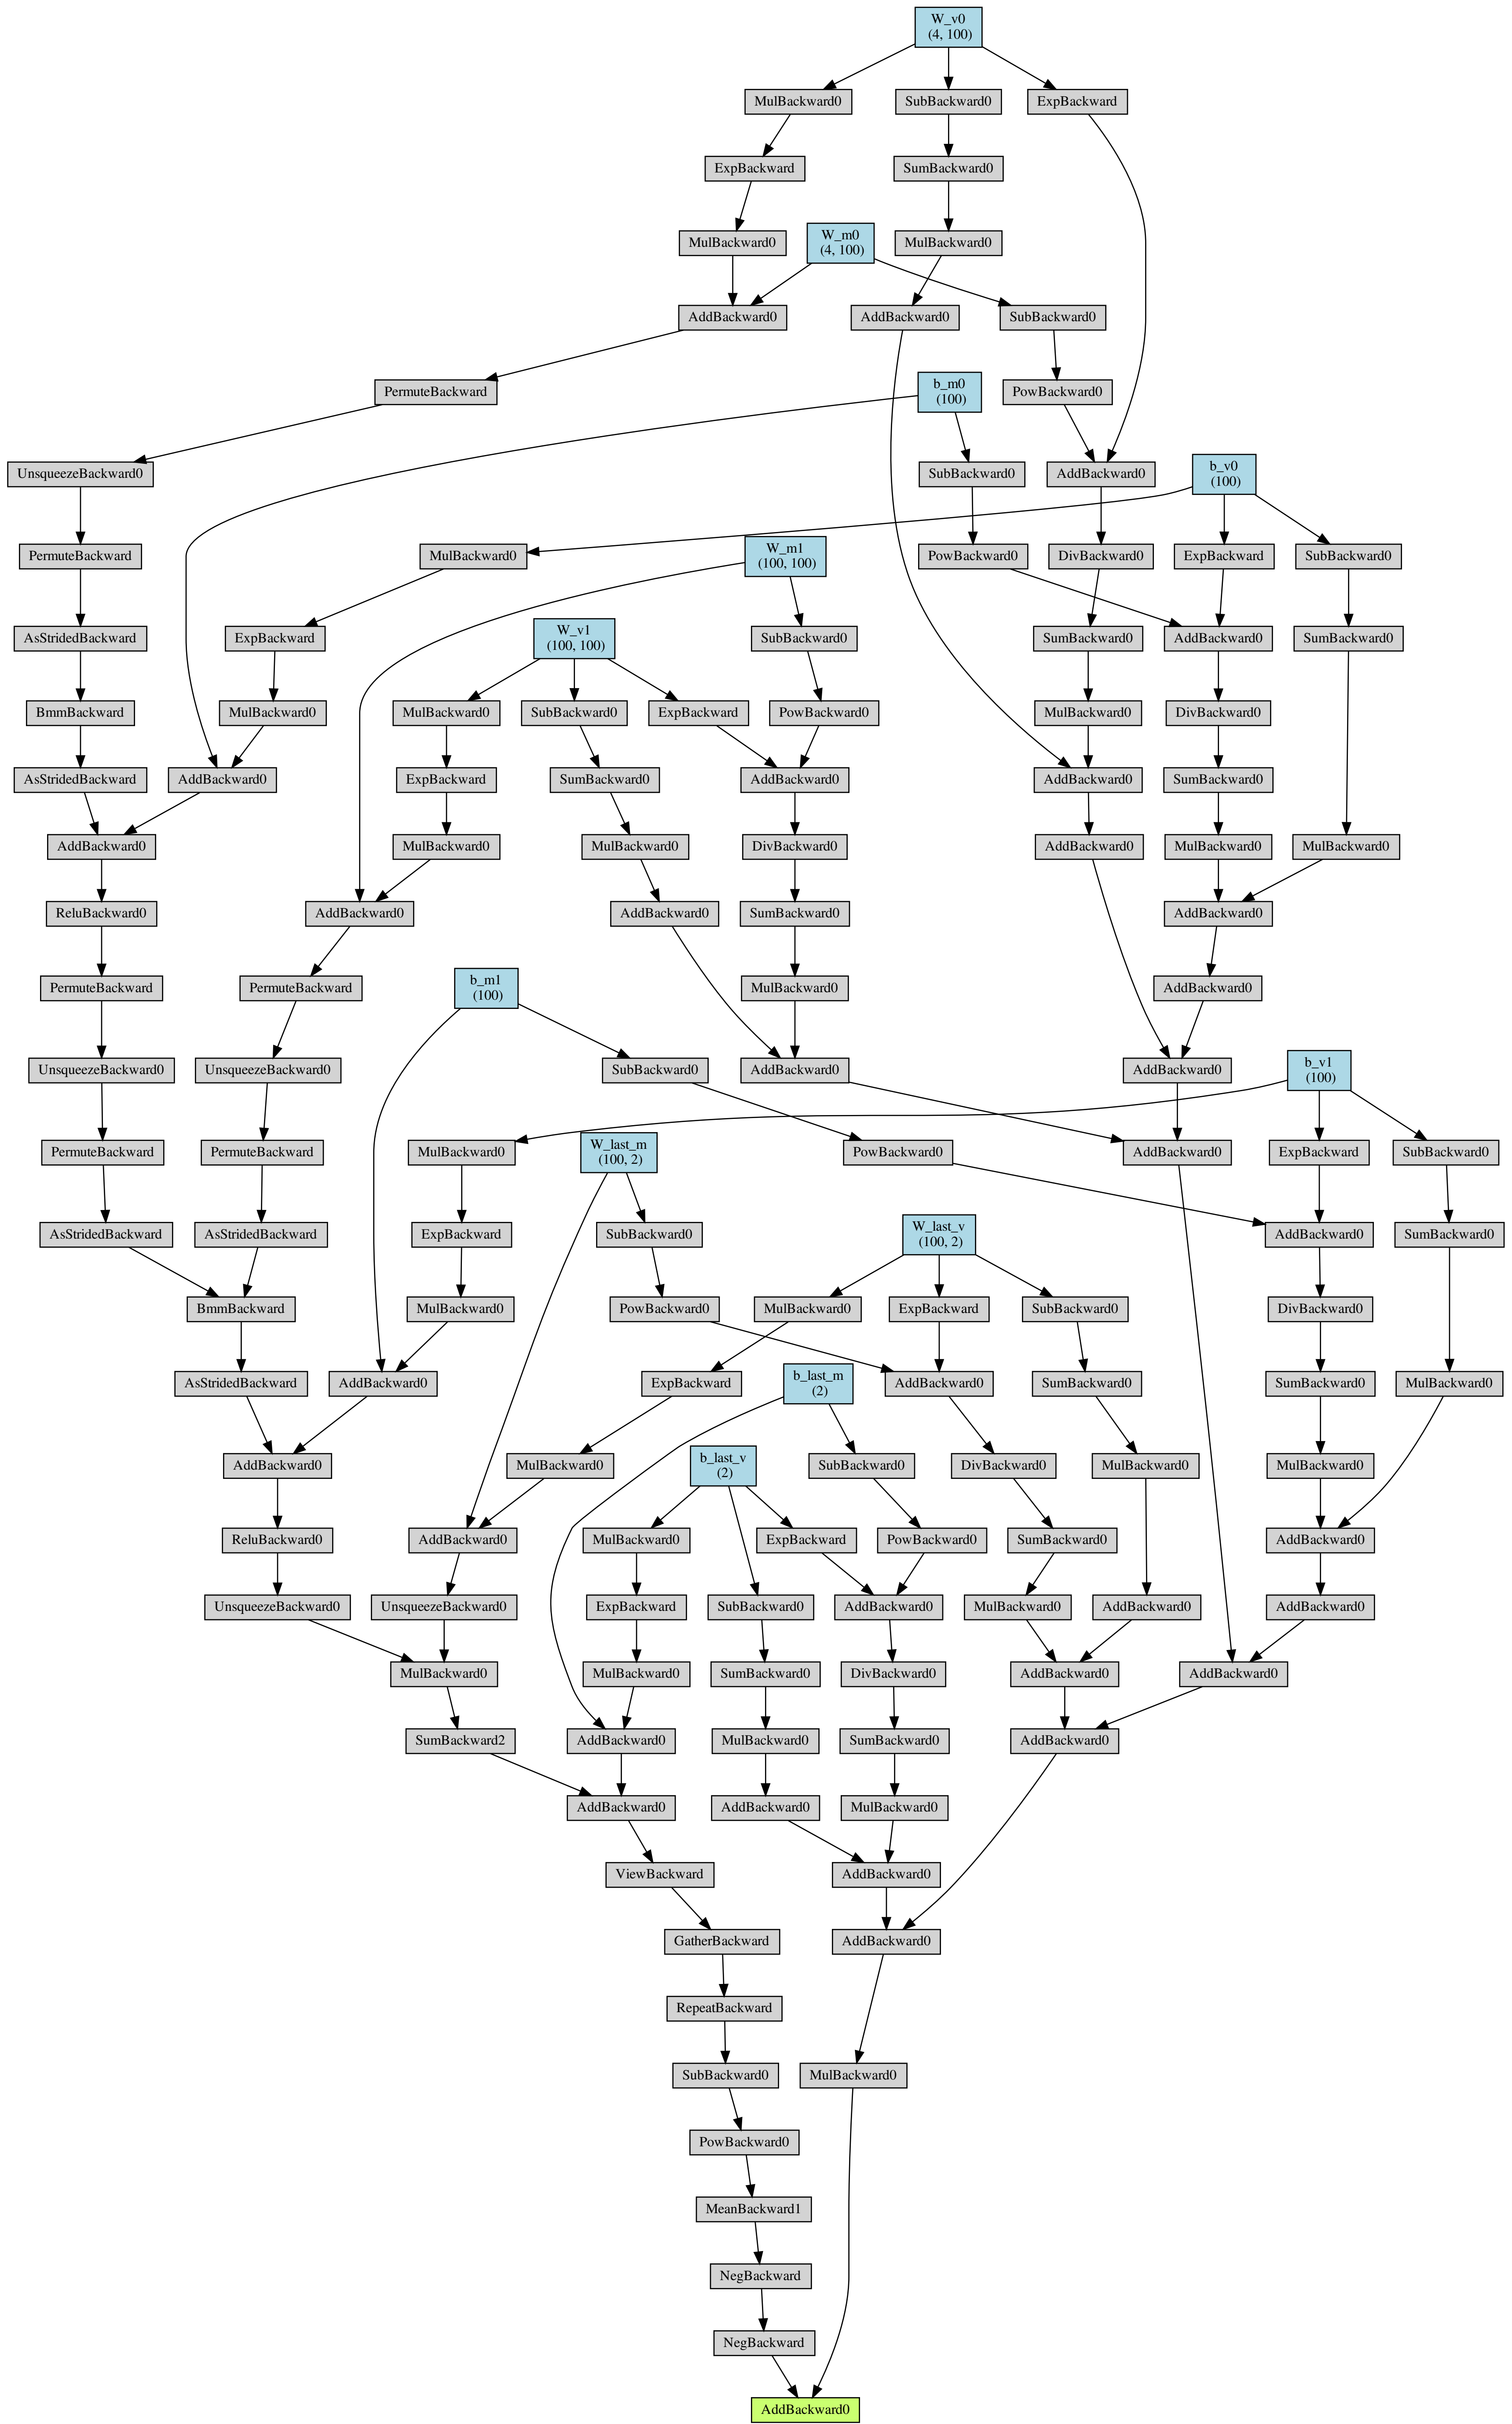 W_v0
(4, 100)
MulBackward0
SubBackward0
ExpBackward
ExpBackward
SumBackward0
MulBackward0
W_m0
(4, 100)
MulBackward0
AddBackward0
AddBackward0
SubBackward0
PermuteBackward
b_m0
(100)
PowBackward0
UnsqueezeBackward0
SubBackward0
AddBackward0
b_v0
(100)
PermuteBackward
MulBackward0
W_m1
(100, 100)
PowBackward0
DivBackward0
ExpBackward
SubBackward0
AsStridedBackward
ExpBackward
W_v1
(100, 100)
SubBackward0
SumBackward0
AddBackward0
SumBackward0
BmmBackward
MulBackward0
MulBackward0
SubBackward0
ExpBackward
PowBackward0
MulBackward0
DivBackward0
AsStridedBackward
AddBackward0
ExpBackward
SumBackward0
AddBackward0
AddBackward0
SumBackward0
AddBackward0
MulBackward0
MulBackward0
DivBackward0
AddBackward0
MulBackward0
MulBackward0
ReluBackward0
AddBackward0
AddBackward0
SumBackward0
AddBackward0
PermuteBackward
PermuteBackward
b_m1
(100)
MulBackward0
AddBackward0
UnsqueezeBackward0
UnsqueezeBackward0
SubBackward0
AddBackward0
AddBackward0
b_v1
(100)
PermuteBackward
PermuteBackward
MulBackward0
W_last_m
(100, 2)
PowBackward0
AddBackward0
ExpBackward
SubBackward0
AsStridedBackward
AsStridedBackward
ExpBackward
SubBackward0
W_last_v
(100, 2)
AddBackward0
SumBackward0
BmmBackward
MulBackward0
PowBackward0
MulBackward0
ExpBackward
SubBackward0
DivBackward0
AsStridedBackward
AddBackward0
ExpBackward
b_last_m
(2)
AddBackward0
SumBackward0
SumBackward0
MulBackward0
AddBackward0
MulBackward0
b_last_v
(2)
SubBackward0
DivBackward0
MulBackward0
MulBackward0
ReluBackward0
AddBackward0
MulBackward0
ExpBackward
PowBackward0
SumBackward0
AddBackward0
UnsqueezeBackward0
UnsqueezeBackward0
ExpBackward
SubBackward0
AddBackward0
MulBackward0
AddBackward0
AddBackward0
MulBackward0
MulBackward0
SumBackward0
DivBackward0
AddBackward0
AddBackward0
SumBackward2
AddBackward0
MulBackward0
SumBackward0
AddBackward0
AddBackward0
AddBackward0
MulBackward0
ViewBackward
AddBackward0
GatherBackward
AddBackward0
RepeatBackward
SubBackward0
MulBackward0
PowBackward0
MeanBackward1
NegBackward
NegBackward
AddBackward0